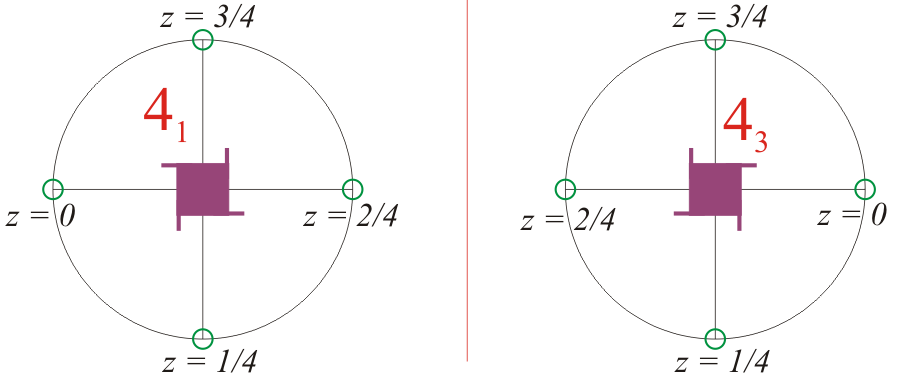 z = 3/4
4₁
z = 0
z = 2/4
z = 1/4
z = 3/4
4₃
z = 2/4
z = 0
z = 1/4